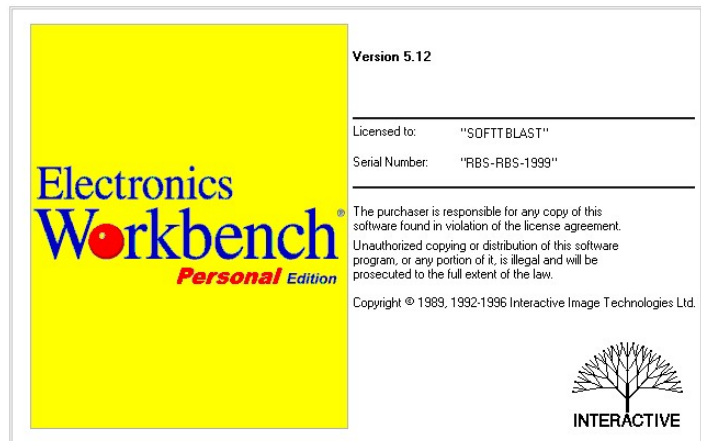 Electronics
Workbench®
Personal Edition
Version 5.12
Licensed to: "SOFTTBLAST"
Serial Number: "RBS-RBS-1999"
The purchaser is responsible for any copy of this
software found in violation of the license agreement.
Unauthorized copying or distribution of this software
program, or any portion of it, is illegal and will be
prosecuted to the full extent of the law.
Copyright © 1989, 1992-1996 Interactive Image Technologies Ltd.
INTERACTIVE